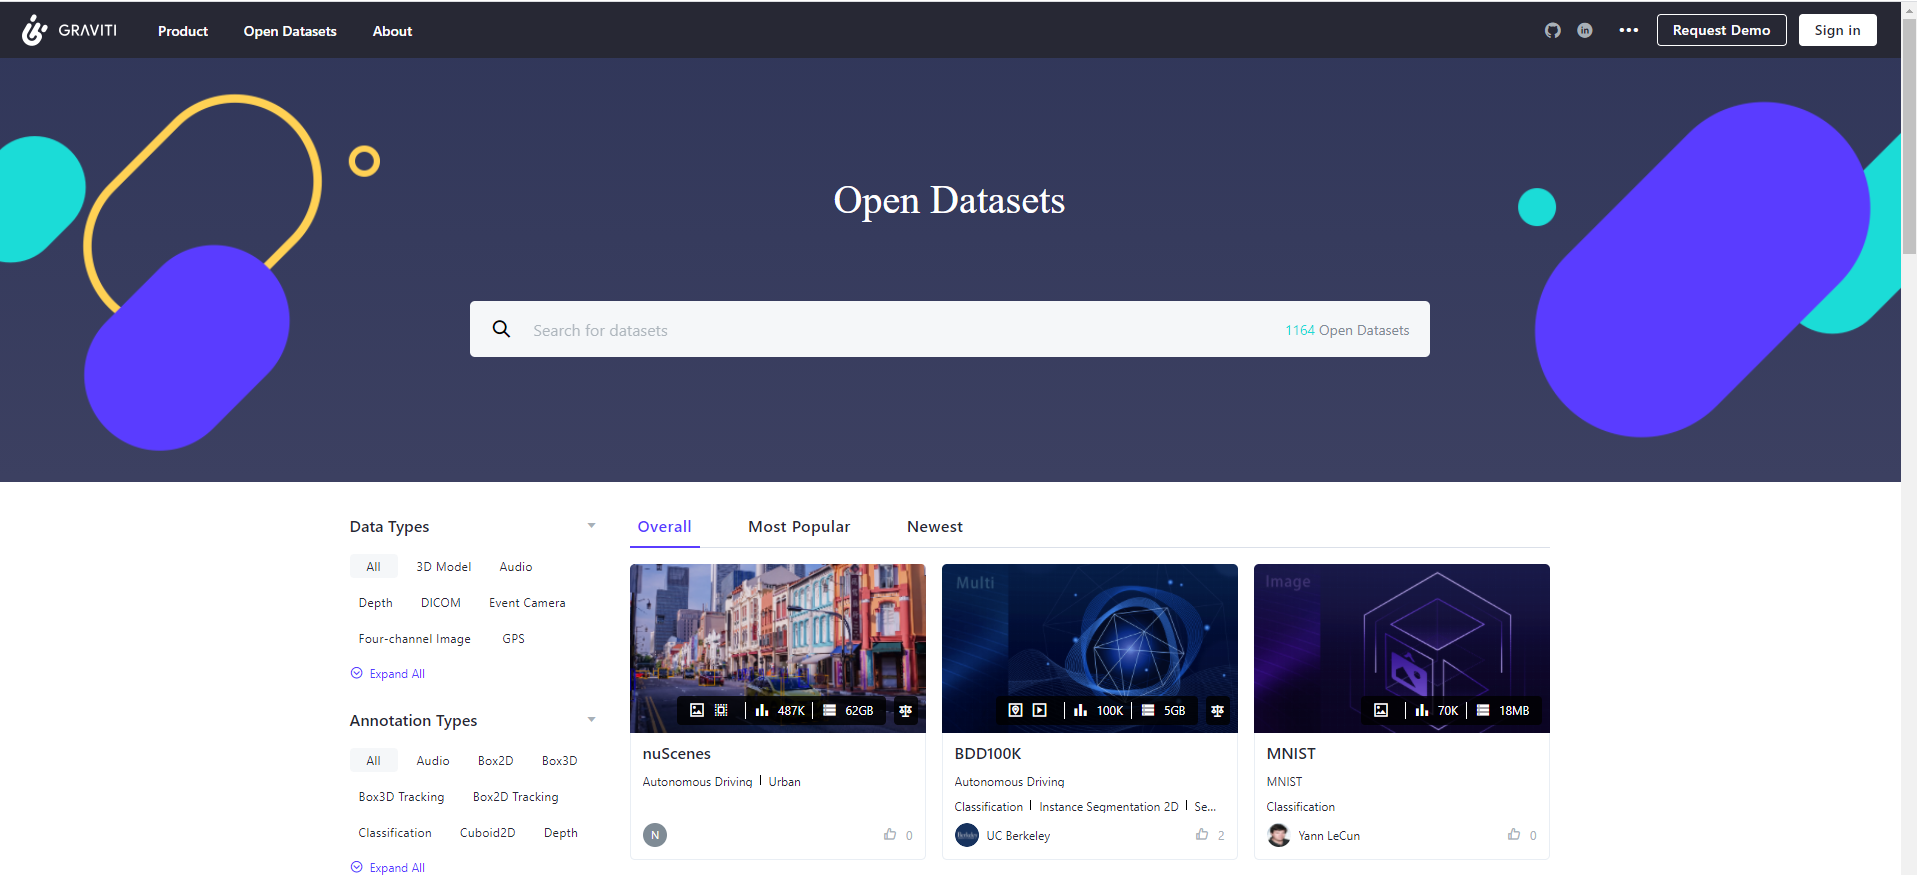 GRAVITI Product Open Datasets About Request Demo Sign in
Open Datasets
Search for datasets 1164 Open Datasets
Data Types
All 3D Model Audio
Depth DICOM Event Camera
Four-channel Image GPS
Expand All
Annotation Types
All Audio Box2D Box3D
Box3D Tracking Box2D Tracking
Classification Cuboid2D Depth
Expand All
Overall Most Popular Newest
487K 62GB
nuScenes
Autonomous Driving Urban
N 0
Multi
100K 5GB
BDD100K
Autonomous Driving
Classification Instance Segmentation 2D Se...
UC Berkeley 2
Image
70K 18MB
MNIST
MNIST
Classification
Yann LeCun 0